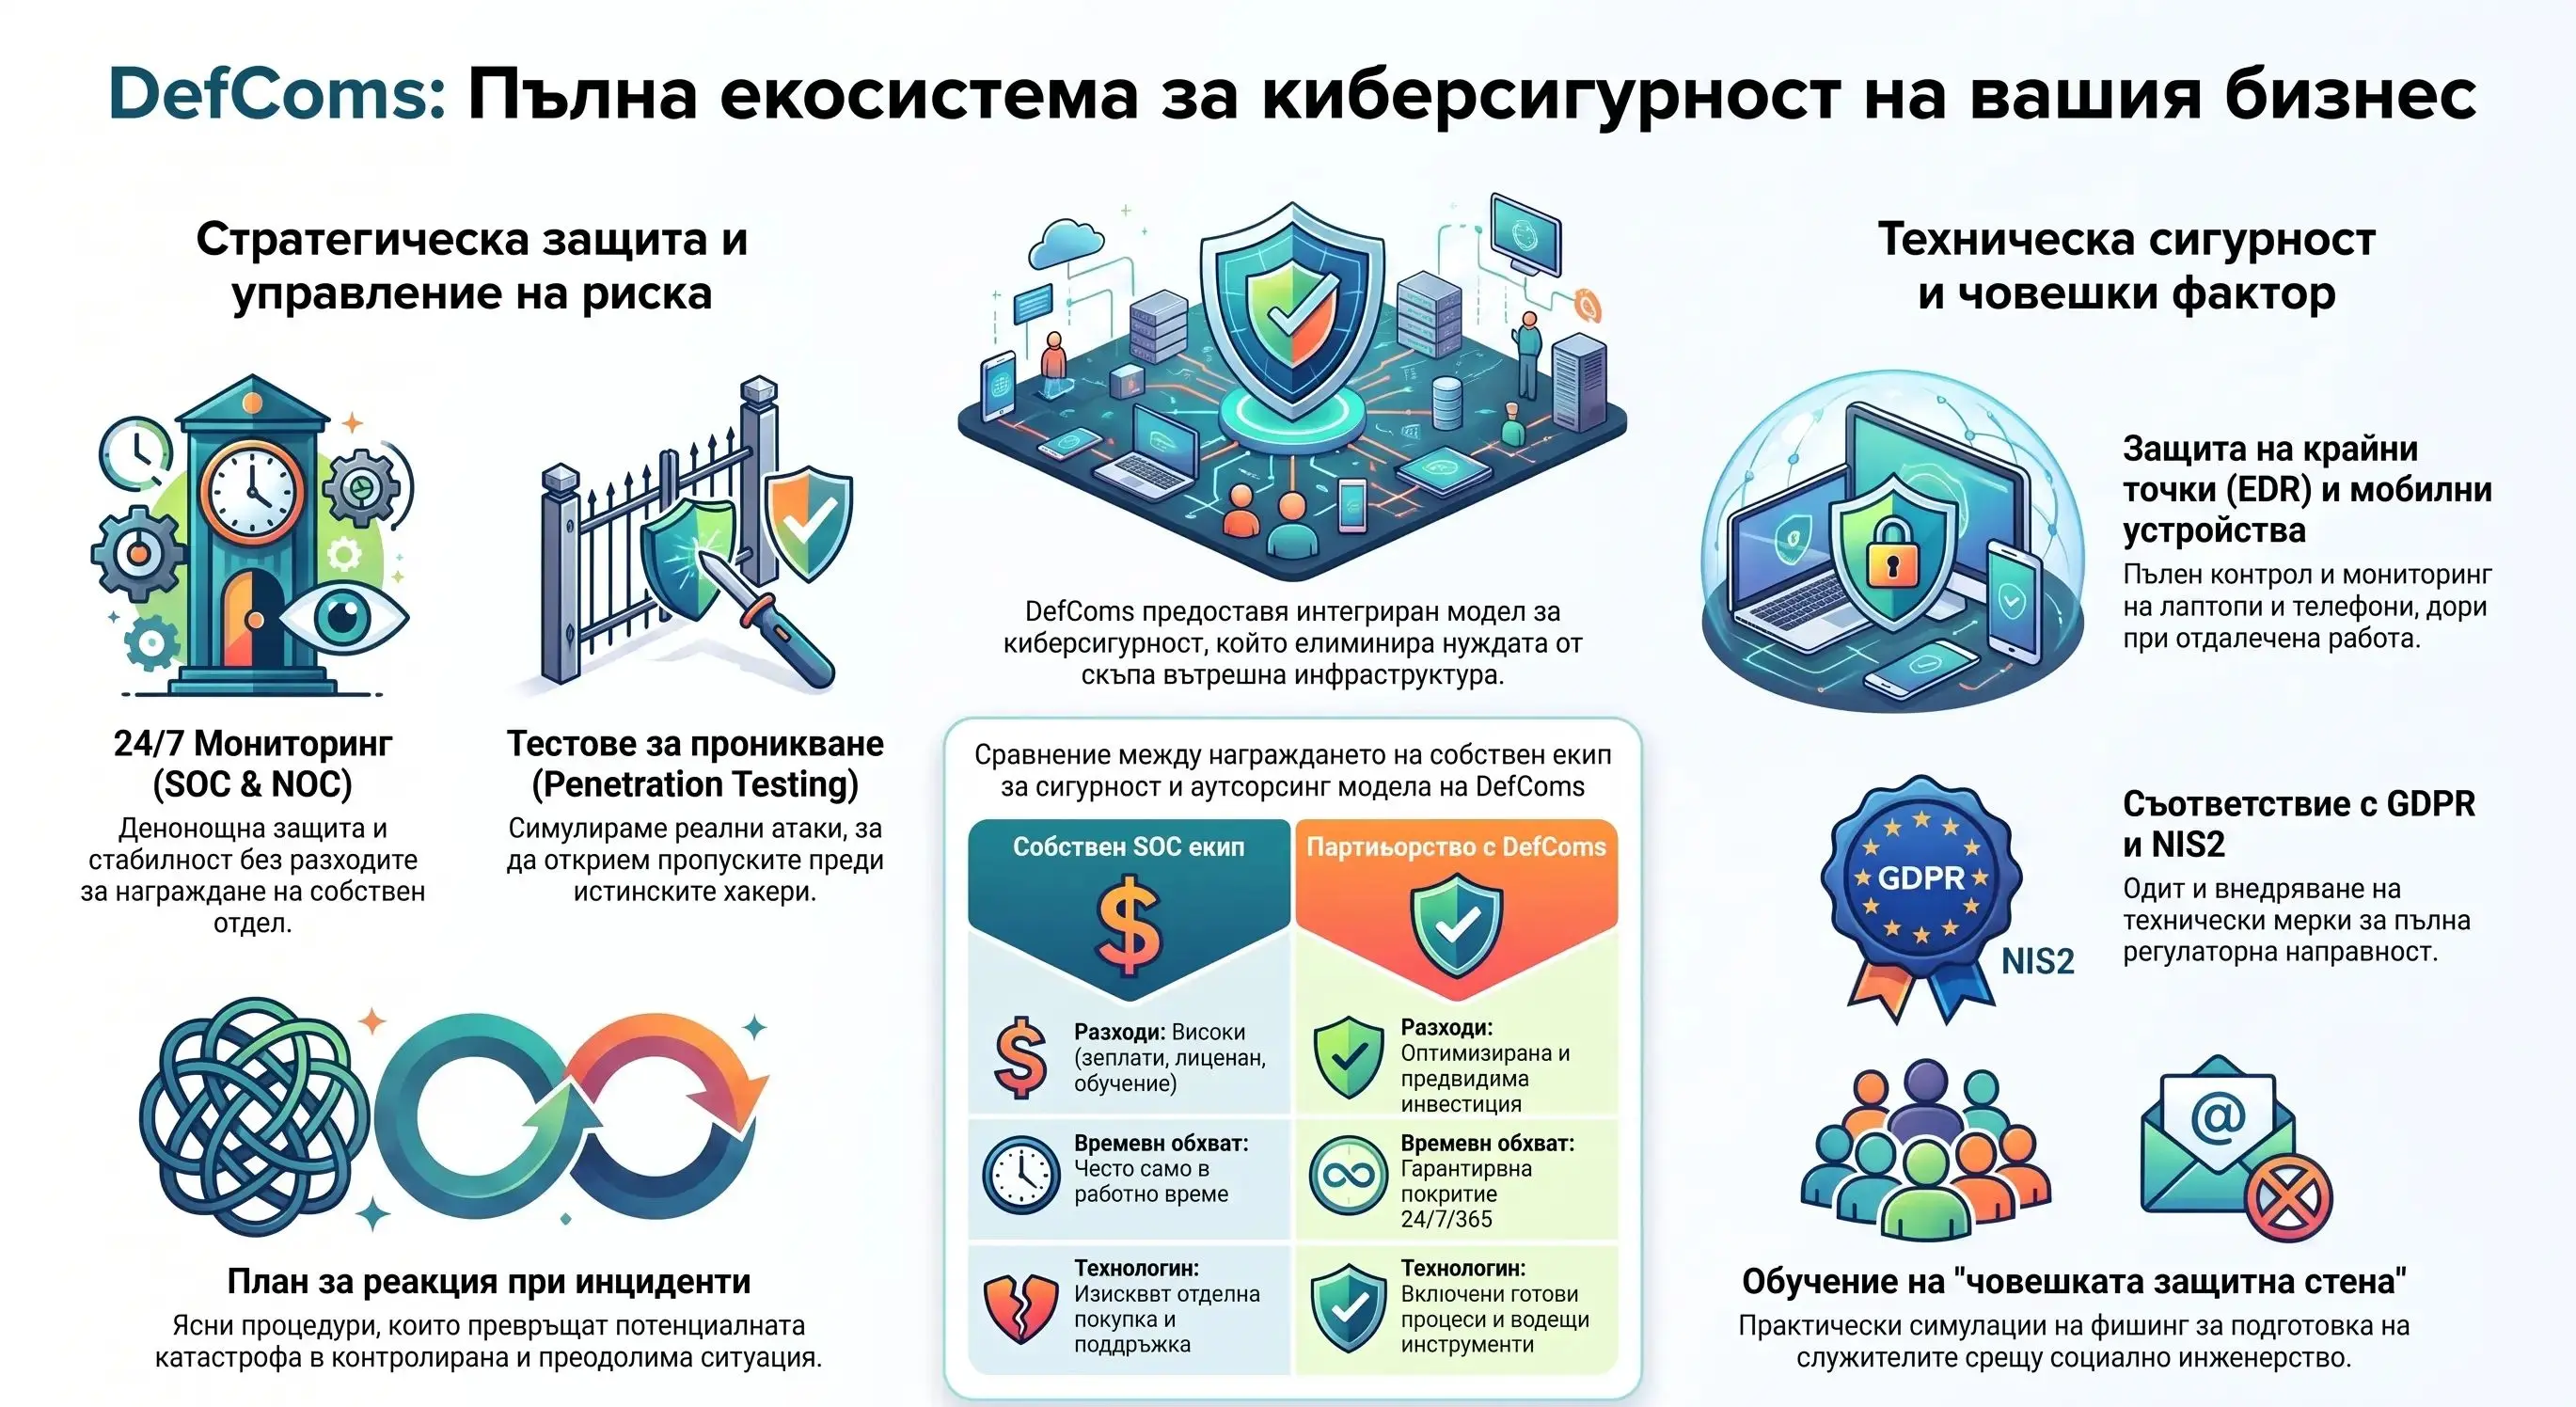 DefComs: Пълна екосистема за киберсигурност на вашия бизнес
Стратегическа защита и
управление на риска
24/7 Мониторинг
(SOC & NOC)
Денонощна защита и
стабилност без разходите
за награждане на собствен
отдел.
Тестове за проникване
(Penetration Testing)
Симулираме реални атаки, за
да открием пропуските преди
истинските хакери.
План за реакция при инциденти
Ясни процедури, които превръщат потенциалната
катастрофа в контролирана и преодолима ситуация.
DefComs предоставя интегриран модел за
киберсигурност, който елиминира нуждата от
скъпа вътрешна инфраструктура.
Сравнение между награждането на собствен екип
за сигурност и аутсорсинг модела на DefComs
Собствен SOC екип
Партиьорство с DefComs
Разходи: Високи
(зеплати, лиценан,
обучение)
Разходи:
Оптимизирана и
предвидима
инвестиция
Времевн обхват:
Често само в
работно време
Времевн обхват:
Гарантирвна
покритие
24/7/365
Технологин:
Изискввт отделна
покупка и
поддръжка
Технологин:
Включени готови
процеси и водещи
инструменти
Техническа сигурност
и човешки фактор
Защита на крайни
точки (EDR) и мобилни
устройства
Пълен контрол и мониторинг
на лаптопи и телефони, дори
при отдалечена работа.
GDPR
NIS2
Съответствие с GDPR
и NIS2
Одит и внедряване на
технически мерки за пълна
регулаторна направност.
@
Обучение на "човешката защитна стена"
Практически симулации на фишинг за подготовка на
служителите срещу социално инженерство.